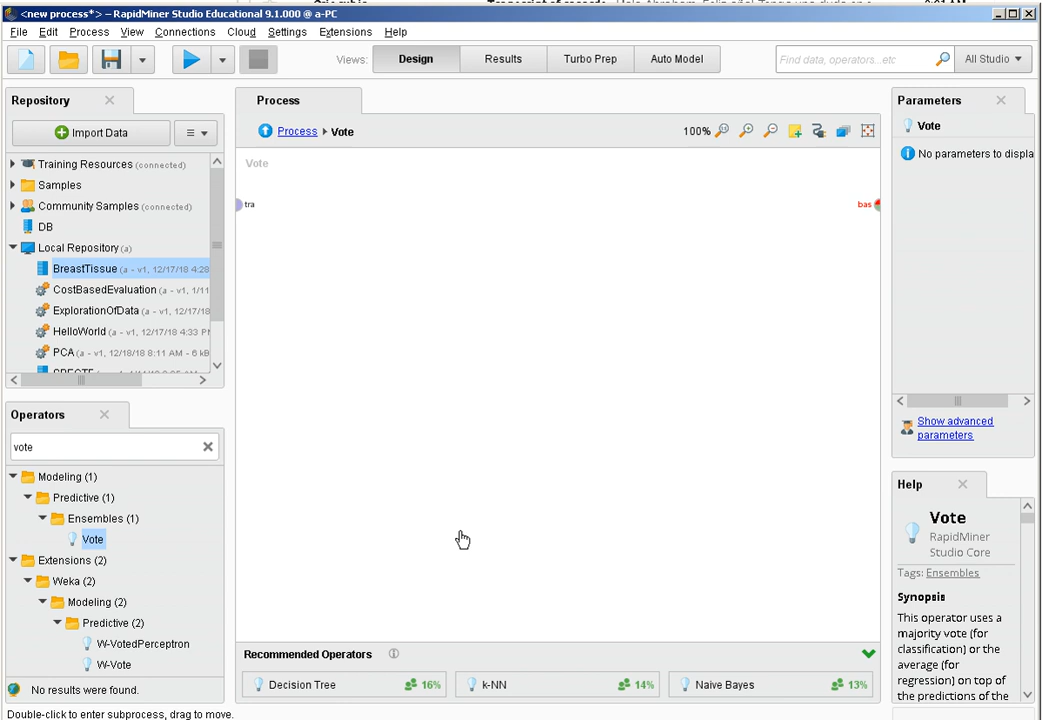 <new process*> – RapidMiner Studio Educational 9.1.000 @ a-PC
File Edit Process View Connections Cloud Settings Extensions Help
Views: Design Results Turbo Prep Auto Model Find data, operators...etc All Studio
Repository
Import Data
Training Resources (connected)
Samples
Community Samples (connected)
DB
Local Repository (a)
BreastTissue (a - v1, 12/17/18 4:28
CostBasedEvaluation (a - v1, 1/11
ExplorationOfData (a - v1, 12/17/18
HelloWorld (a - v1, 12/17/18 4:33 P
PCA (a - v1, 12/18/18 8:11 AM - 6 kB
Operators
vote
Modeling (1)
Predictive (1)
Ensembles (1)
Vote
Extensions (2)
Weka (2)
Modeling (2)
Predictive (2)
W-VotedPerceptron
W-Vote
No results were found.
Double-click to enter subprocess, drag to move.
Process
Process Vote
100%
Vote
tra
bas
Recommended Operators
Decision Tree 16%
k-NN 14%
Naive Bayes 13%
Parameters
Vote
No parameters to displa
Show advanced
parameters
Help
Vote
RapidMiner
Studio Core
Tags: Ensembles
Synopsis
This operator uses a
majority vote (for
classification) or the
average (for
regression) on top of
the predictions of the